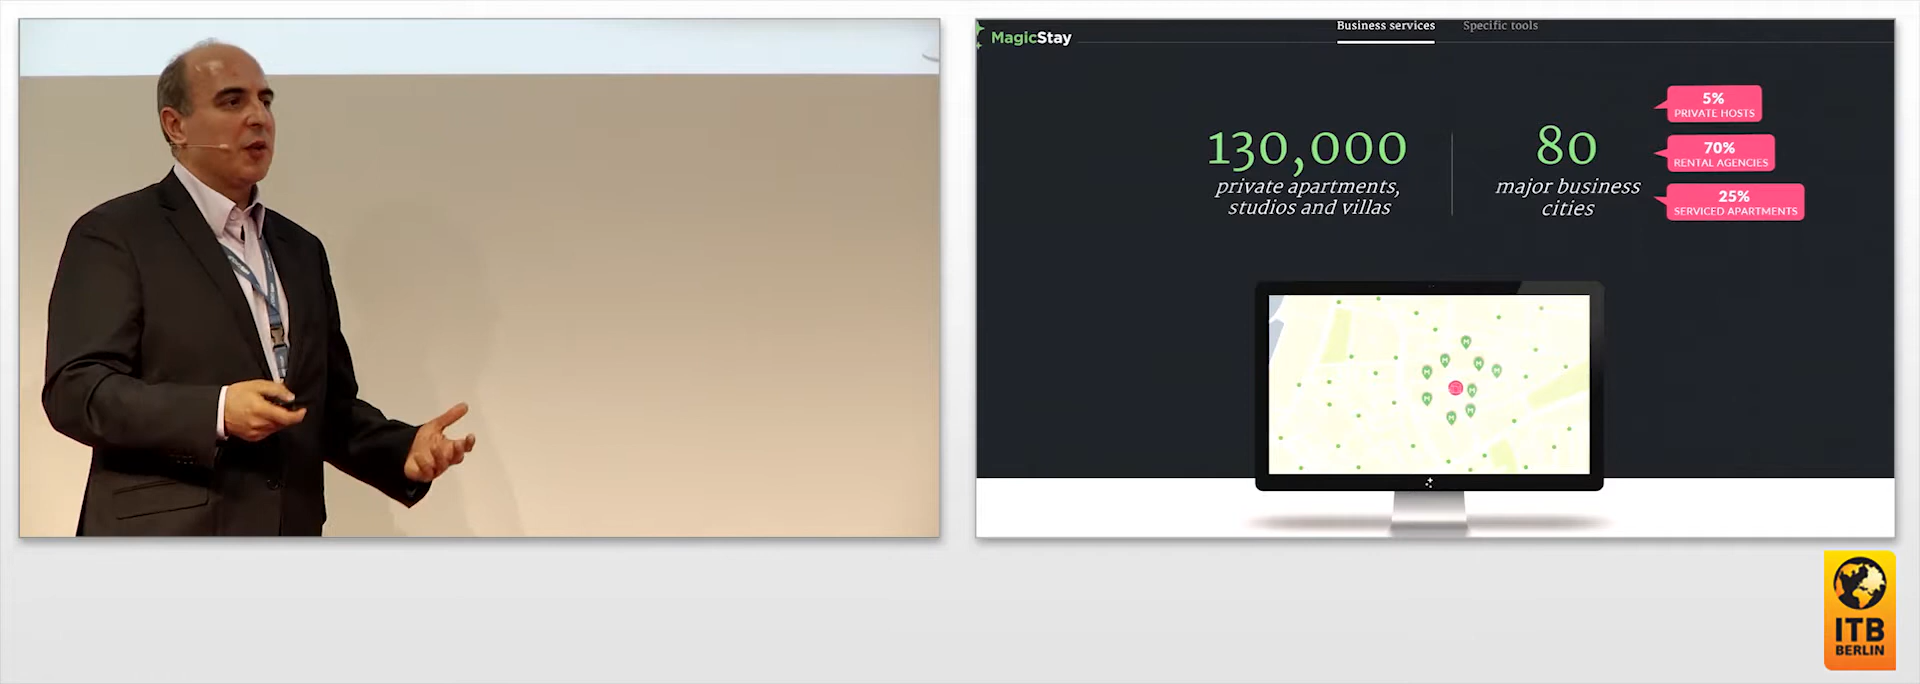 MagicStay
Business services
Specific tools
130,000
private apartments,
studios and villas
80
major business
cities
5%
PRIVATE HOSTS
70%
RENTAL AGENCIES
25%
SERVICED APARTMENTS
ITB
BERLIN